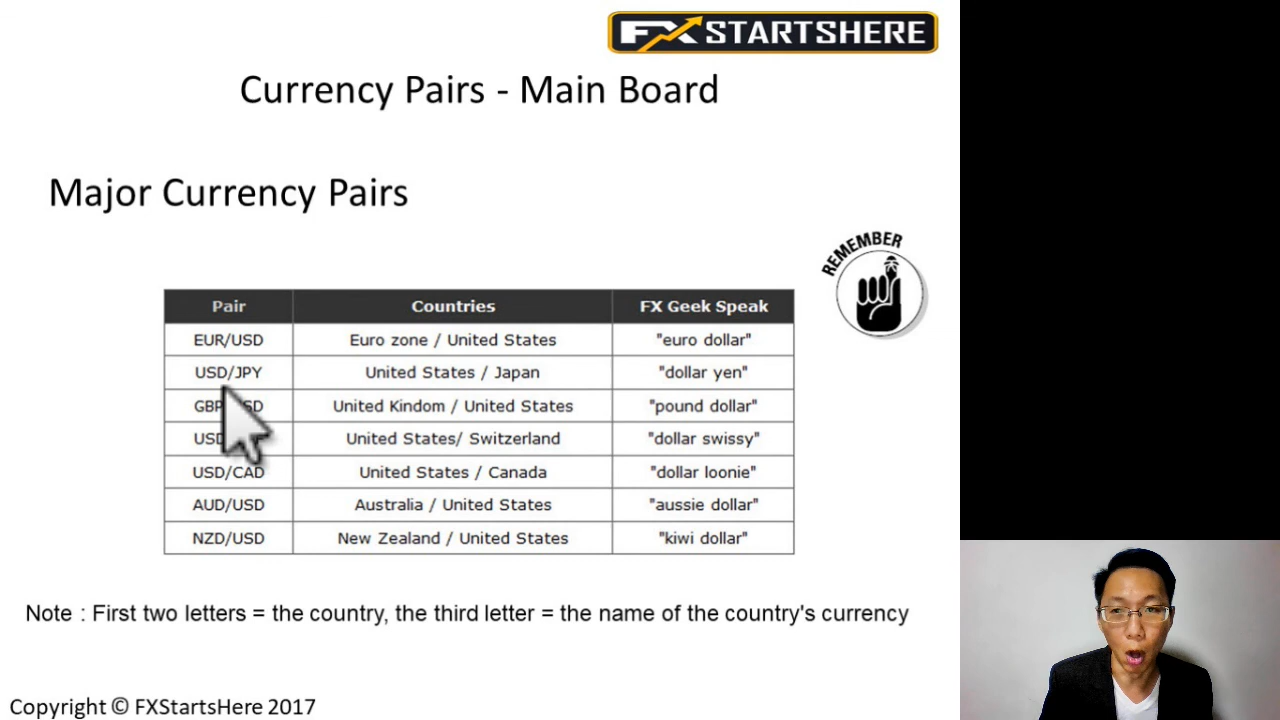 FX STARTSHERE
Currency Pairs - Main Board
Major Currency Pairs
REMEMBER
Pair Countries FX Geek Speak
EUR/USD Euro zone / United States "euro dollar"
USD/JPY United States / Japan "dollar yen"
United Kindom / United States "pound dollar"
United States/ Switzerland "dollar swissy"
USD/CAD United States / Canada "dollar loonie"
AUD/USD Australia / United States "aussie dollar"
NZD/USD New Zealand / United States "kiwi dollar"
Note : First two letters = the country, the third letter = the name of the country's currency
Copyright © FXStartsHere 2017